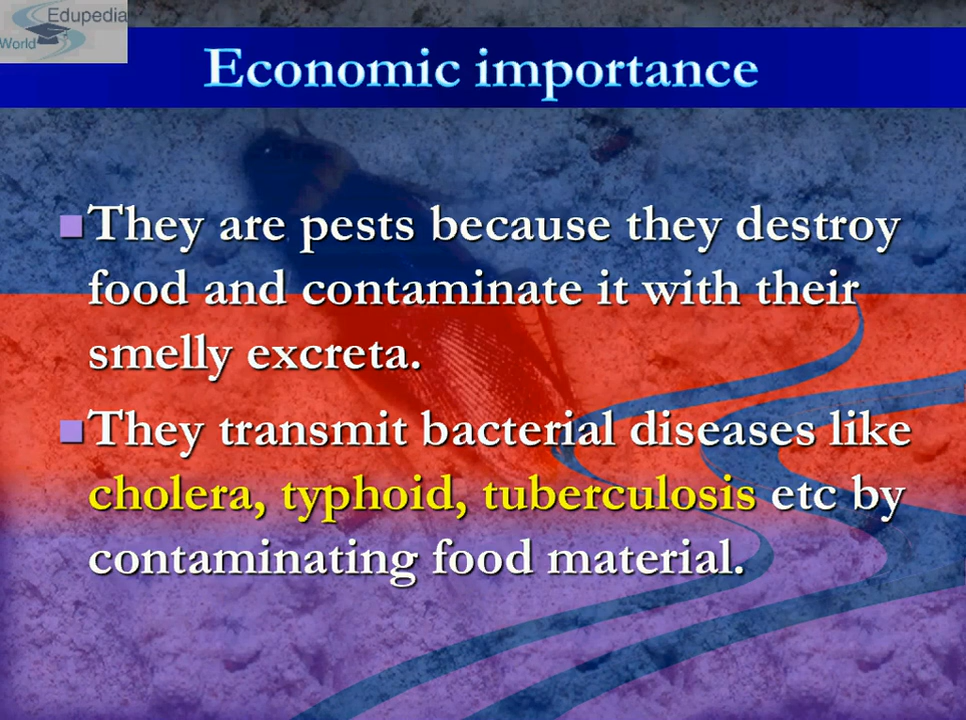 Edupedia
World
Economic importance
They are pests because they destroy
food and contaminate it with their
smelly excreta.
They transmit bacterial diseases like
cholera, typhoid, tuberculosis etc by
contaminating food material.